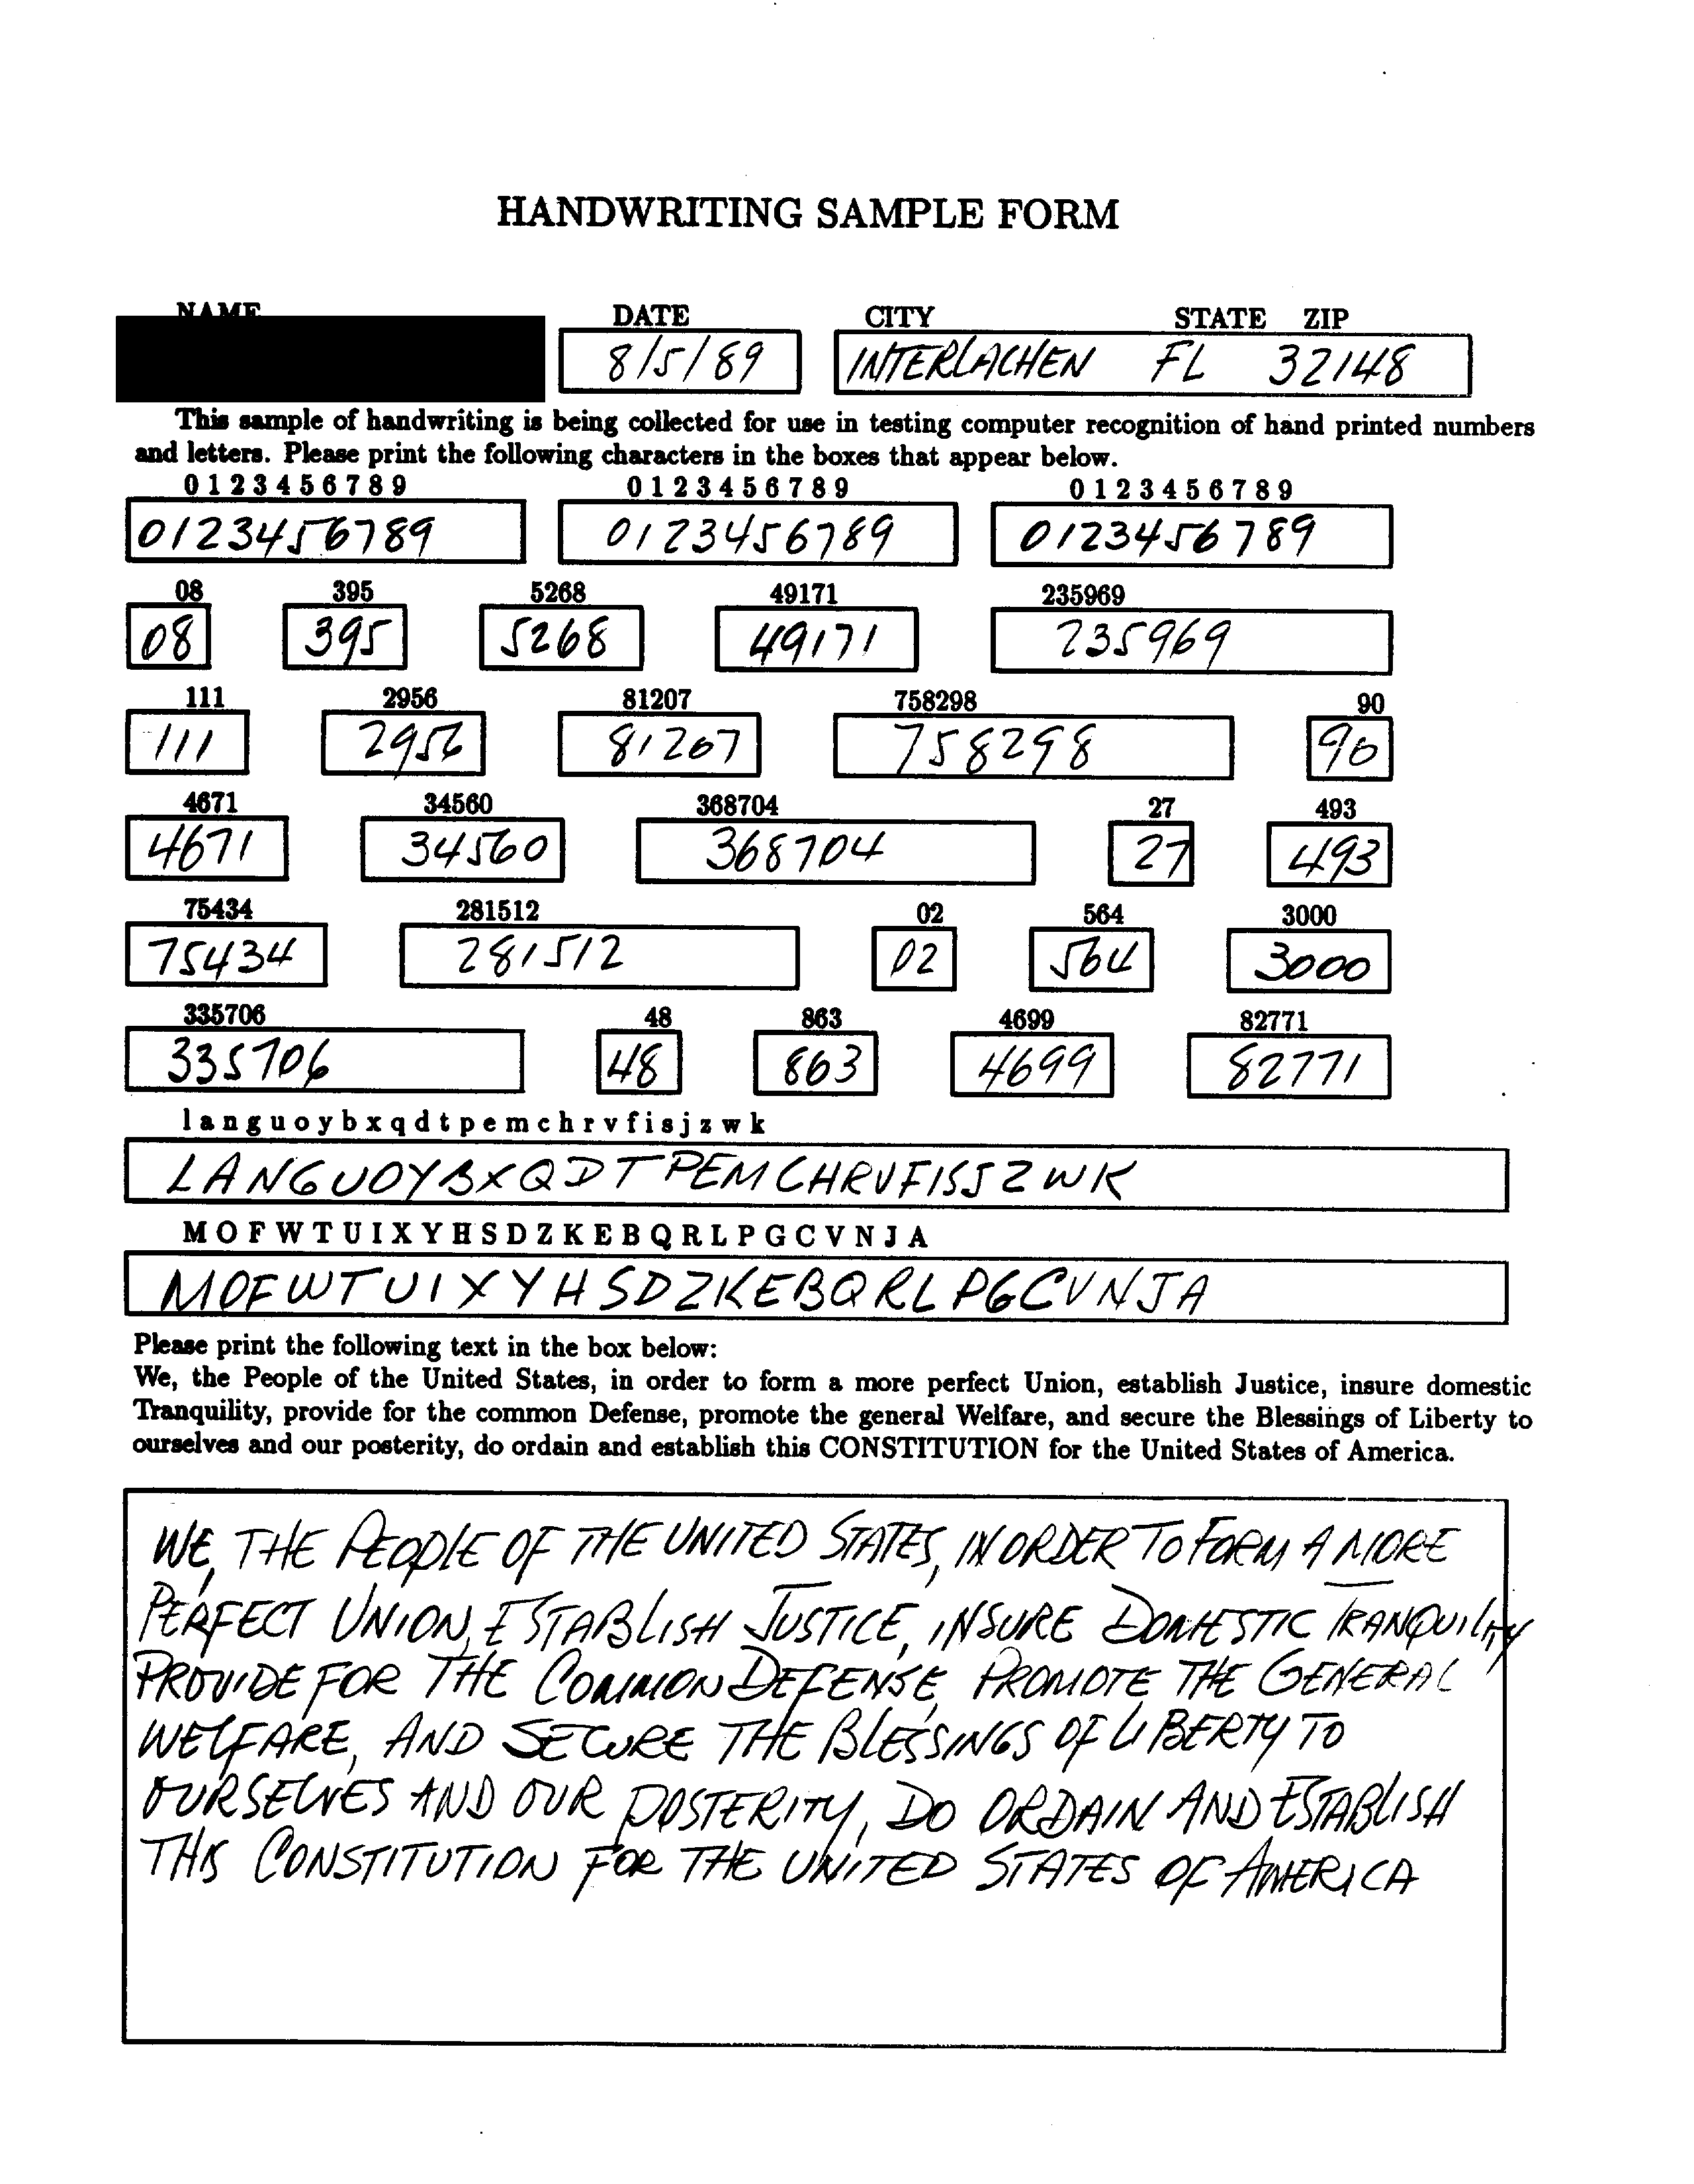 HANDWRITING SAMPLE FORM
NAME DATE CITY STATE ZIP
8/5/89 INTERLACHEN FL 32148
This sample of handwriting is being collected for use in testing computer recognition of hand printed numbers
and letters. Please print the following characters in the boxes that appear below.
0 1 2 3 4 5 6 7 8 9 0 1 2 3 4 5 6 7 8 9 0 1 2 3 4 5 6 7 8 9
0123456789 0123456789 0123456789
08 395 5268 49171 235969
08 395 5268 49171 235969
111 2956 81207 758298 90
111 2956 81207 758298 90
4671 34560 368704 27 493
4671 34560 368704 27 493
75434 281512 02 564 3000
75434 281512 02 564 3000
335706 48 863 4699 82771
335706 48 863 4699 82771
l a n g u o y b x q d t p e m c h r v f i s j z w k
LANGUOYBXQDTPEMCHRVFISJZWK
M O F W T U I X Y H S D Z K E B Q R L P G C V N J A
MOFWTUIXYHSDZKEBQRLPGCVNJA
Please print the following text in the box below:
We, the People of the United States, in order to form a more perfect Union, establish Justice, insure domestic
Tranquility, provide for the common Defense, promote the general Welfare, and secure the Blessings of Liberty to
ourselves and our posterity, do ordain and establish this CONSTITUTION for the United States of America.
WE, THE PEOPLE OF THE UNITED STATES, IN ORDER TO FORM A MORE
PERFECT UNION, ESTABLISH JUSTICE, INSURE DOMESTIC TRANQUILITY
PROVIDE FOR THE COMMON DEFENSE, PROMOTE THE GENERAL
WELFARE, AND SECURE THE BLESSINGS OF LIBERTY TO
OURSELVES AND OUR POSTERITY, DO ORDAIN AND ESTABLISH
THIS CONSTITUTION FOR THE UNITED STATES OF AMERICA